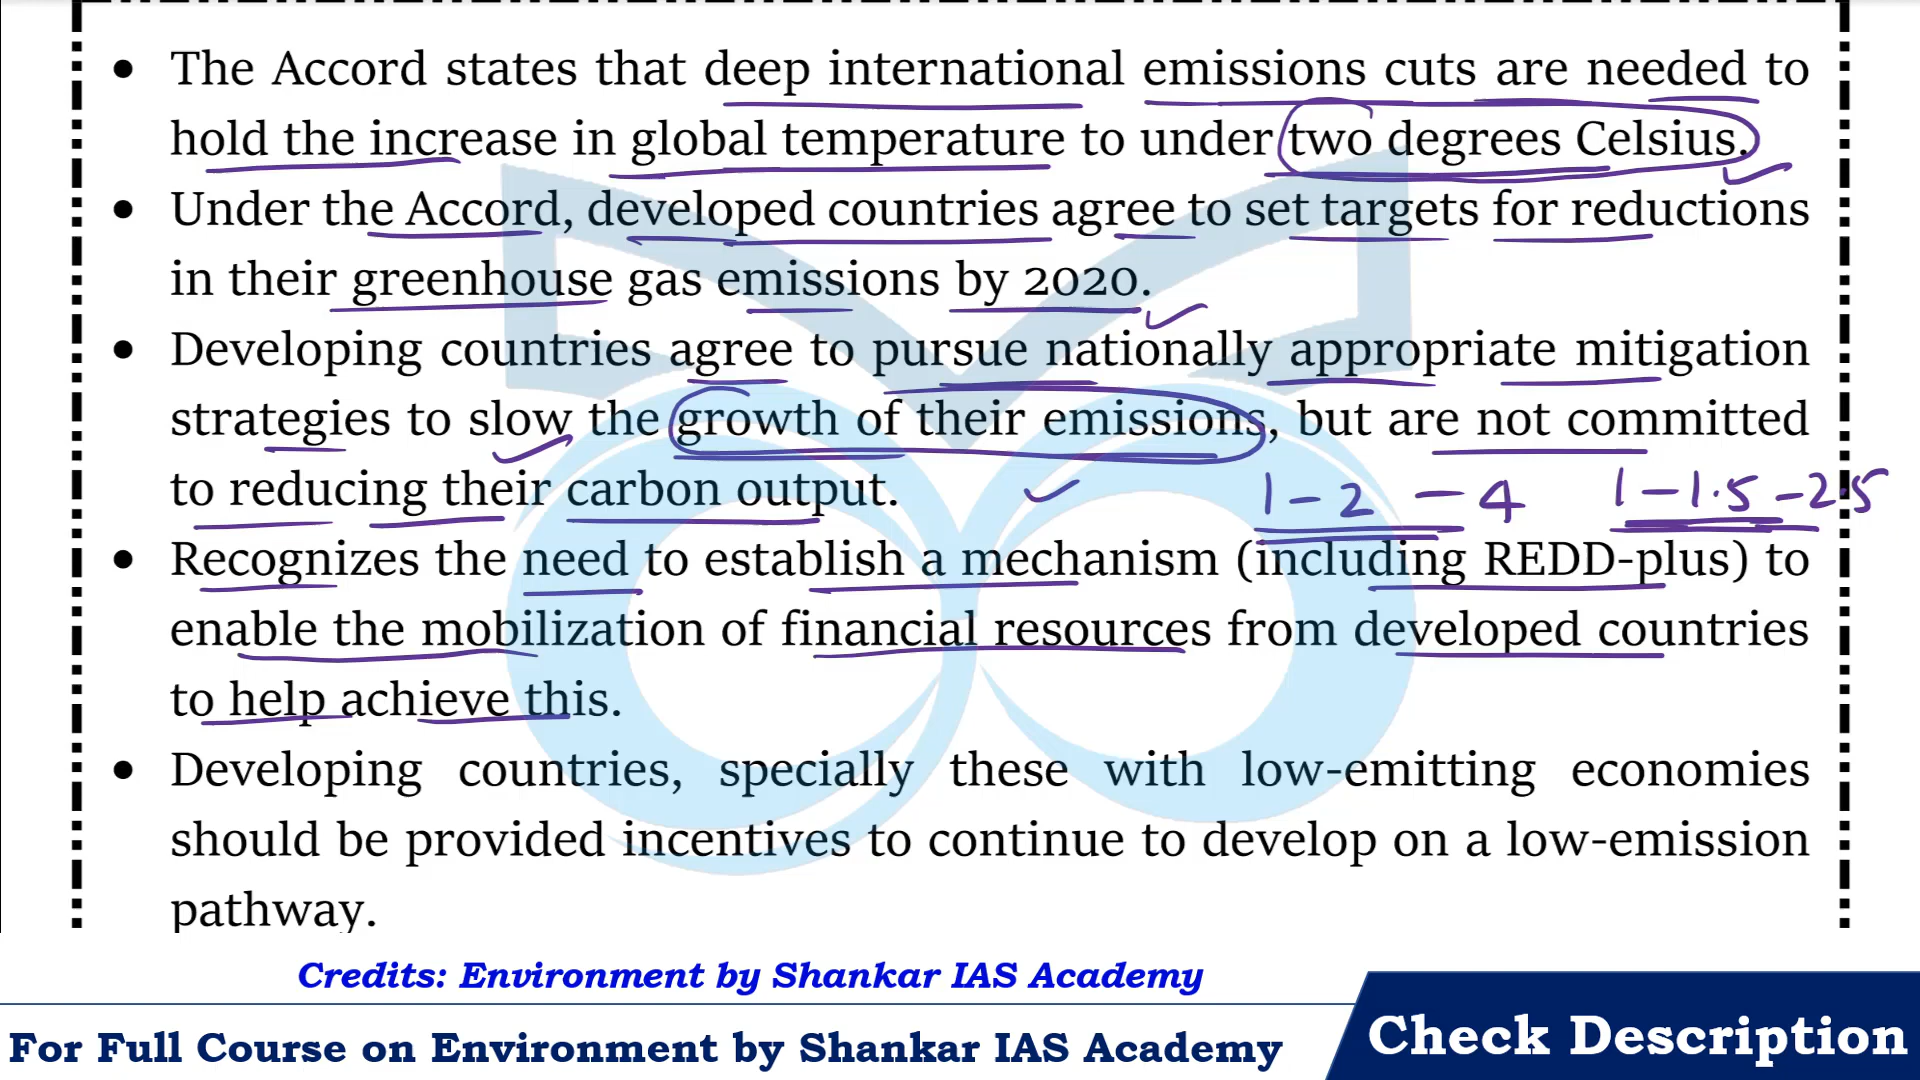 • The Accord states that deep international emissions cuts are needed to
hold the increase in global temperature to under two degrees Celsius.
• Under the Accord, developed countries agree to set targets for reductions
in their greenhouse gas emissions by 2020.
• Developing countries agree to pursue nationally appropriate mitigation
strategies to slow the growth of their emissions, but are not committed
to reducing their carbon output.
1 – 2 – 4 1 – 1.5 – 2.5
• Recognizes the need to establish a mechanism (including REDD-plus) to
enable the mobilization of financial resources from developed countries
to help achieve this.
• Developing countries, specially these with low-emitting economies
should be provided incentives to continue to develop on a low-emission
pathway.
Credits: Environment by Shankar IAS Academy
For Full Course on Environment by Shankar IAS Academy
Check Description